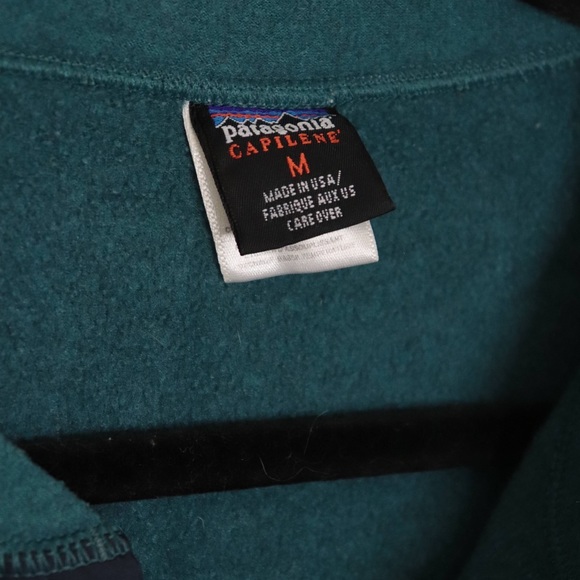 patagonia
CAPILENE
M
MADE IN USA/
FABRIQUE AUX US
CARE OVER